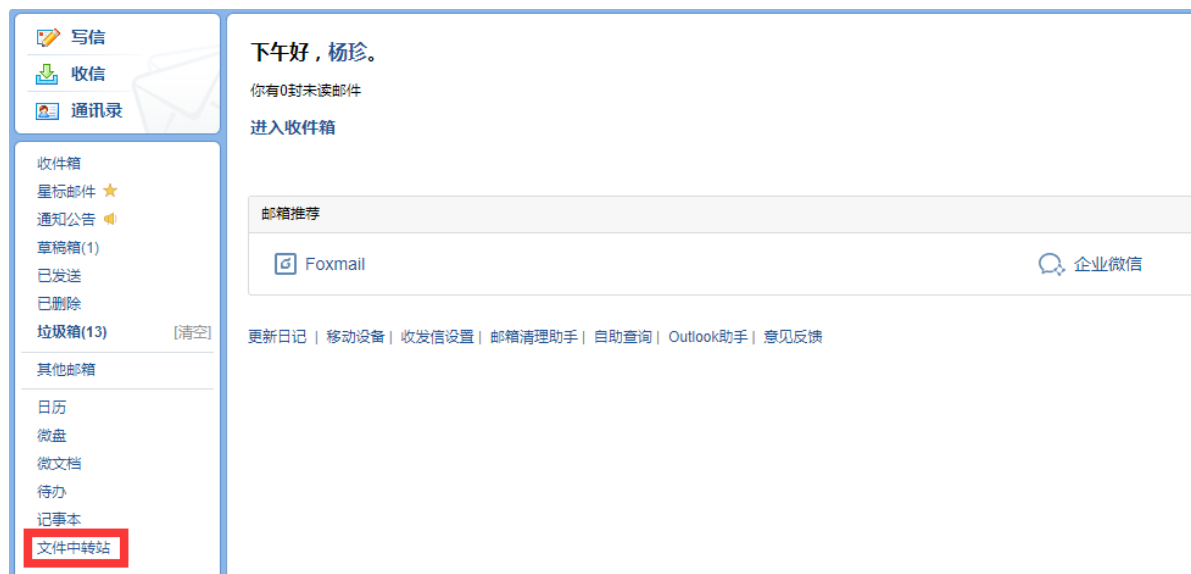 写信
收信
通讯录
收件箱
星标邮件
通知公告
草稿箱(1)
已发送
已删除
垃圾箱(13) [清空]
其他邮箱
日历
微盘
微文档
待办
记事本
文件中转站
下午好，杨珍。
你有0封未读邮件
进入收件箱
邮箱推荐
Foxmail 企业微信
更新日记 | 移动设备 | 收发信设置 | 邮箱清理助手 | 自助查询 | Outlook助手 | 意见反馈